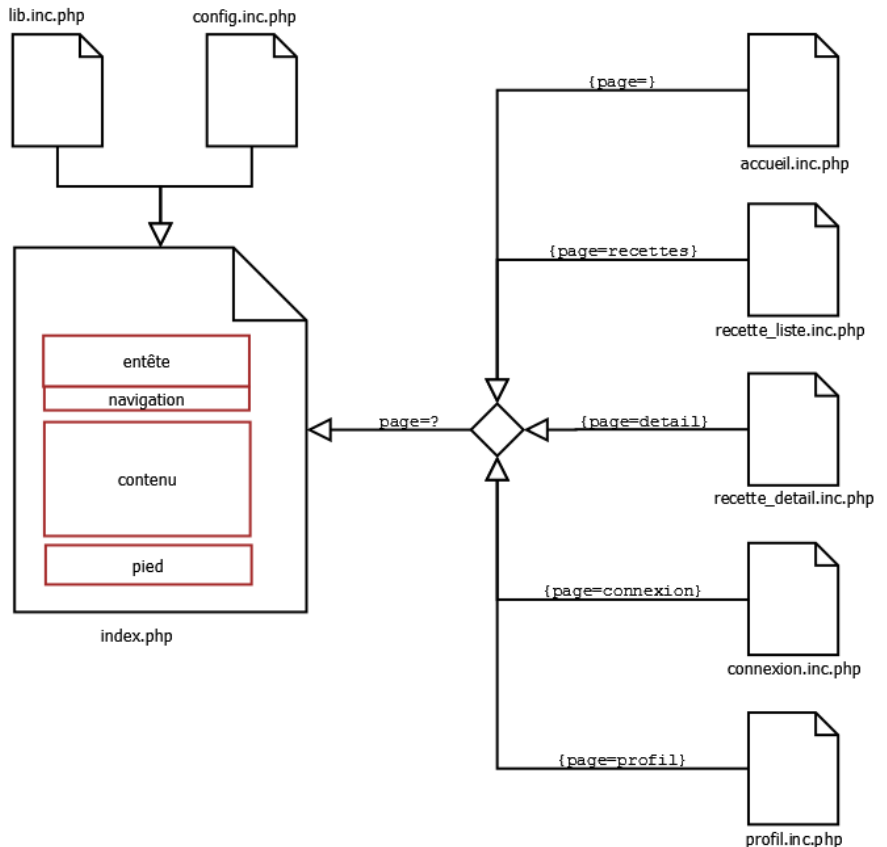 lib.inc.php
config.inc.php
{page=}
accueil.inc.php
{page=recettes}
recette_liste.inc.php
entête
navigation
page=?
{page=detail}
contenu
recette_detail.inc.php
pied
{page=connexion}
index.php
connexion.inc.php
{page=profil}
profil.inc.php